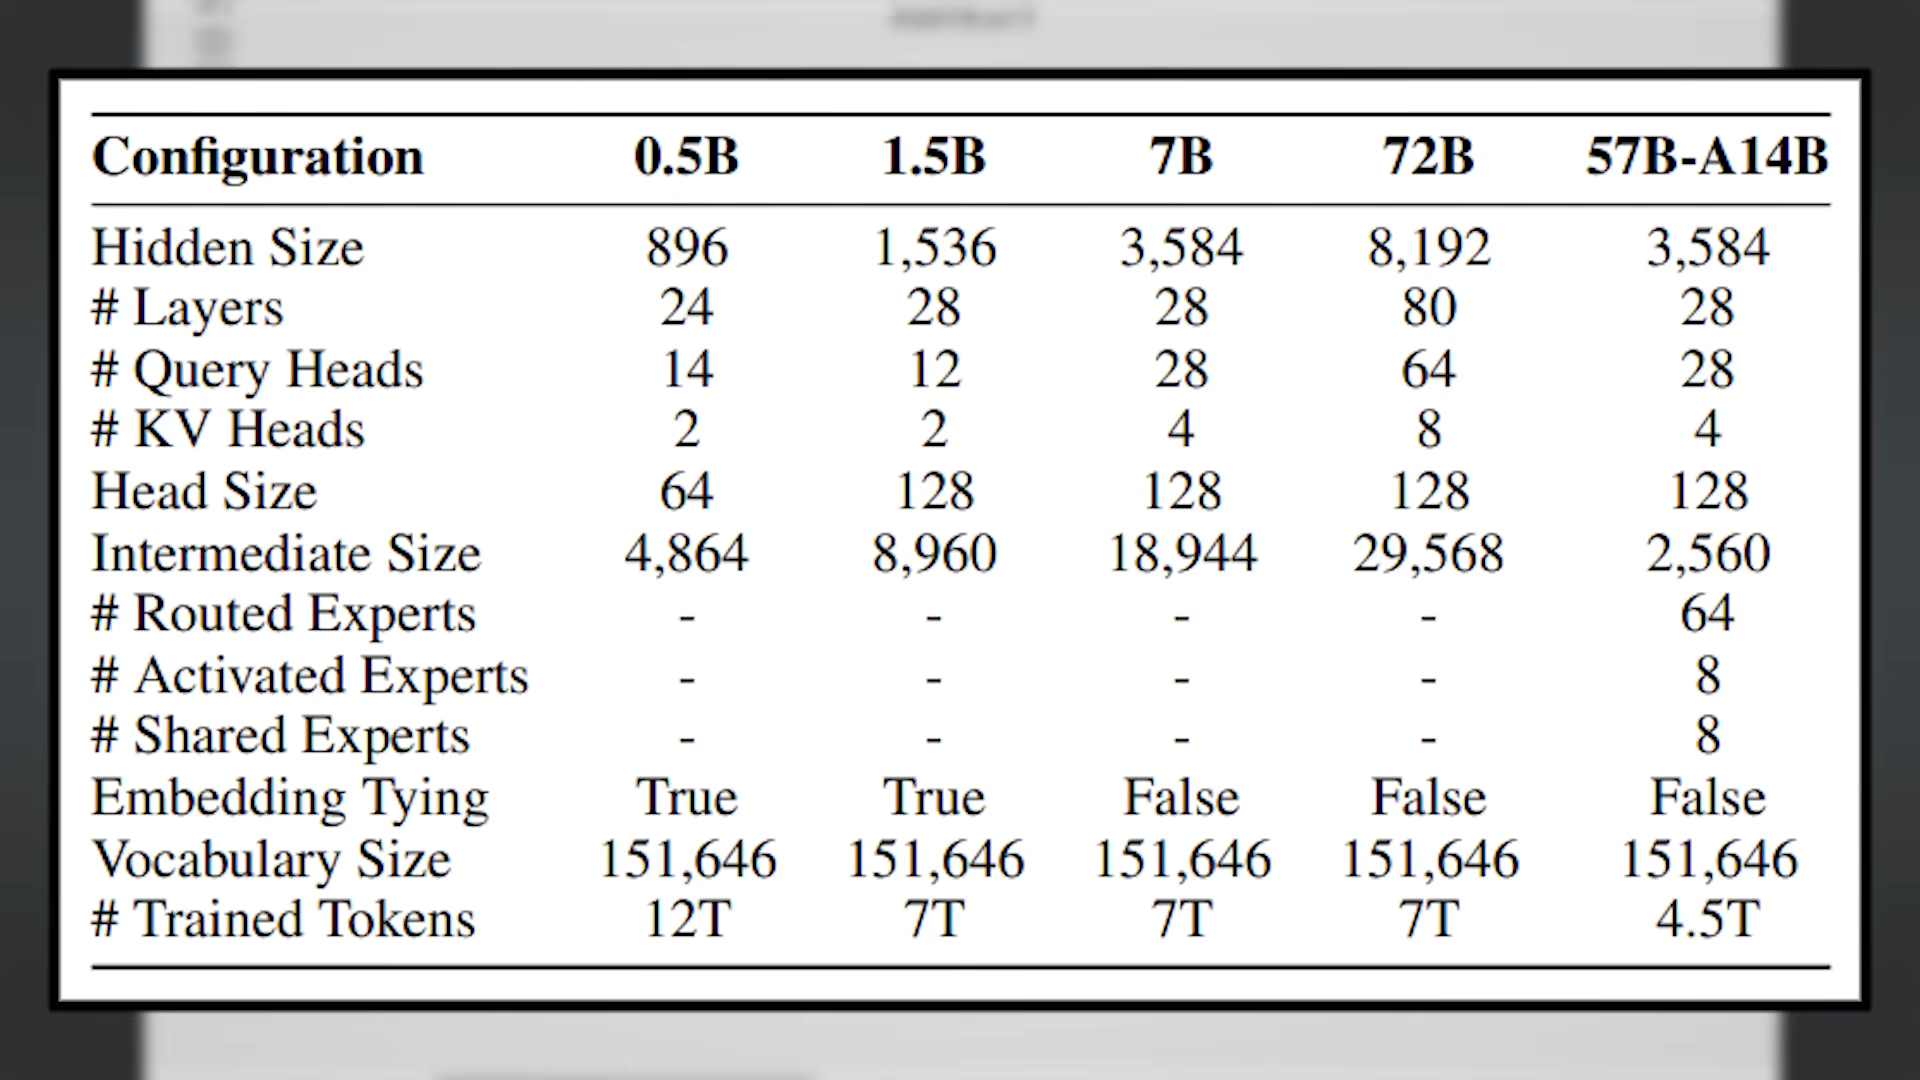 Configuration 0.5B 1.5B 7B 72B 57B-A14B
Hidden Size 896 1,536 3,584 8,192 3,584
# Layers 24 28 28 80 28
# Query Heads 14 12 28 64 28
# KV Heads 2 2 4 8 4
Head Size 64 128 128 128 128
Intermediate Size 4,864 8,960 18,944 29,568 2,560
# Routed Experts - - - - 64
# Activated Experts - - - - 8
# Shared Experts - - - - 8
Embedding Tying True True False False False
Vocabulary Size 151,646 151,646 151,646 151,646 151,646
# Trained Tokens 12T 7T 7T 7T 4.5T